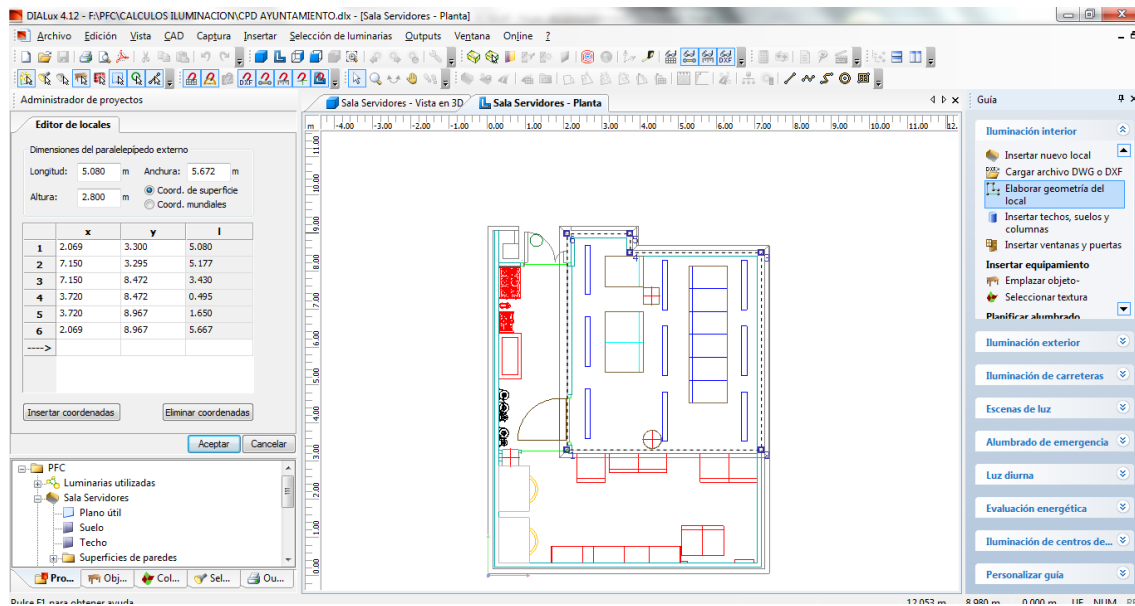 DIALux 4.12 - F:\PFC\CALCULOS ILUMINACION\CPD AYUNTAMIENTO.dlx - [Sala Servidores - Planta]
Archivo Edición Vista CAD Captura Insertar Selección de luminarias Outputs Ventana Online ?
Administrador de proyectos
Editor de locales
Dimensiones del paralelepípedo externo
Longitud: 5.080 m Anchura: 5.672 m
Altura: 2.800 m
Coord. de superficie
Coord. mundiales
x y l
1 2.069 3.300 5.080
2 7.150 3.295 5.177
3 7.150 8.472 3.430
4 3.720 8.472 0.495
5 3.720 8.967 1.650
6 2.069 8.967 5.667
---->
Insertar coordenadas Eliminar coordenadas
Aceptar Cancelar
PFC
Luminarias utilizadas
Sala Servidores
Plano útil
Suelo
Techo
Superficies de paredes
Pro... Obj... Col... Sel... Ou...
Sala Servidores - Vista en 3D Sala Servidores - Planta
m -4.00 -3.00 -2.00 -1.00 0.00 1.00 2.00 3.00 4.00 5.00 6.00 7.00 8.00 9.00 10.00 11.00 12.
11.00
10.00
9.00
8.00
7.00
6.00
5.00
4.00
3.00
2.00
1.00
0.00
Guía
Iluminación interior
Insertar nuevo local
Cargar archivo DWG o DXF
Elaborar geometría del
local
Insertar techos, suelos y
columnas
Insertar ventanas y puertas
Insertar equipamiento
Emplazar objeto-
Seleccionar textura
Planificar alumbrado
Iluminación exterior
Iluminación de carreteras
Escenas de luz
Alumbrado de emergencia
Luz diurna
Evaluación energética
Iluminación de centros de...
Personalizar guía
Pulse F1 para obtener ayuda 12.053 m 8.980 m 0.000 m UF NUM